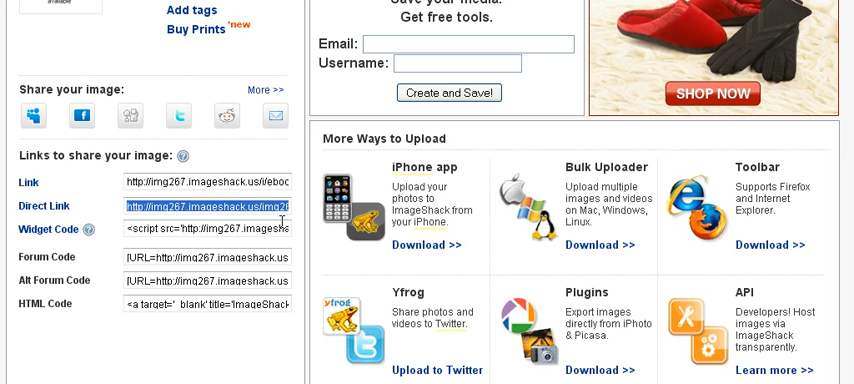 available
Add tags
Buy Prints *new
Share your image:
More >>
Links to share your image: ?
Link
http://img267.imageshack.us/i/eboo
Direct Link
http://img267.imageshack.us/img26
Widget Code ?
<script src='http://img267.imagesha
Forum Code
[URL=http://img267.imageshack.us
Alt Forum Code
[URL=http://img267.imageshack.us
HTML Code
<a target='_blank' title='ImageShack
Save your media.
Get free tools.
Email:
Username:
Create and Save!
SHOP NOW
More Ways to Upload
iPhone app
Upload your
photos to
ImageShack from
your iPhone.
Download >>
Bulk Uploader
Upload multiple
images and videos
on Mac, Windows,
Linux.
Download >>
Toolbar
Supports Firefox
and Internet
Explorer.
Download >>
yfrog
Yfrog
Share photos and
videos to Twitter.
Upload to Twitter
Plugins
Export images
directly from iPhoto
& Picasa.
Download >>
API
Developers! Host
images via
ImageShack
transparently.
Learn more >>